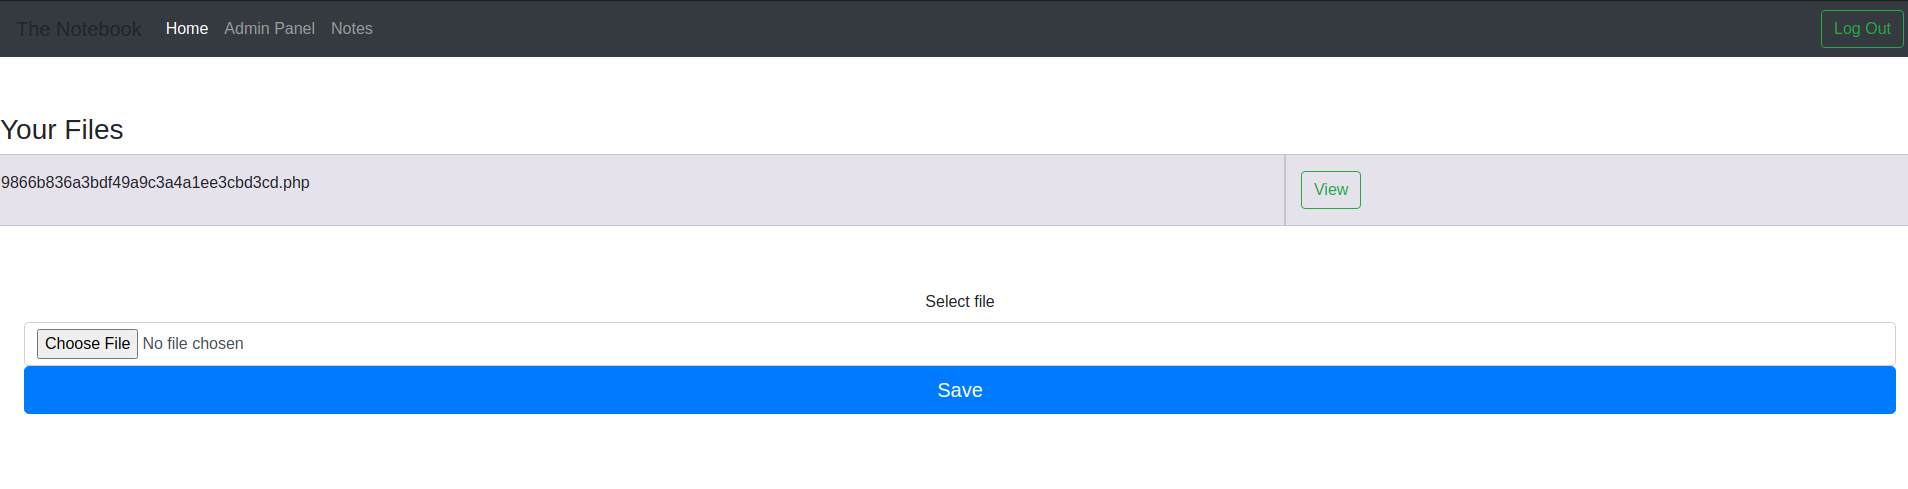 The Notebook Home Admin Panel Notes Log Out
Your Files
9866b836a3bdf49a9c3a4a1ee3cbd3cd.php View
Select file
Choose File No file chosen
Save